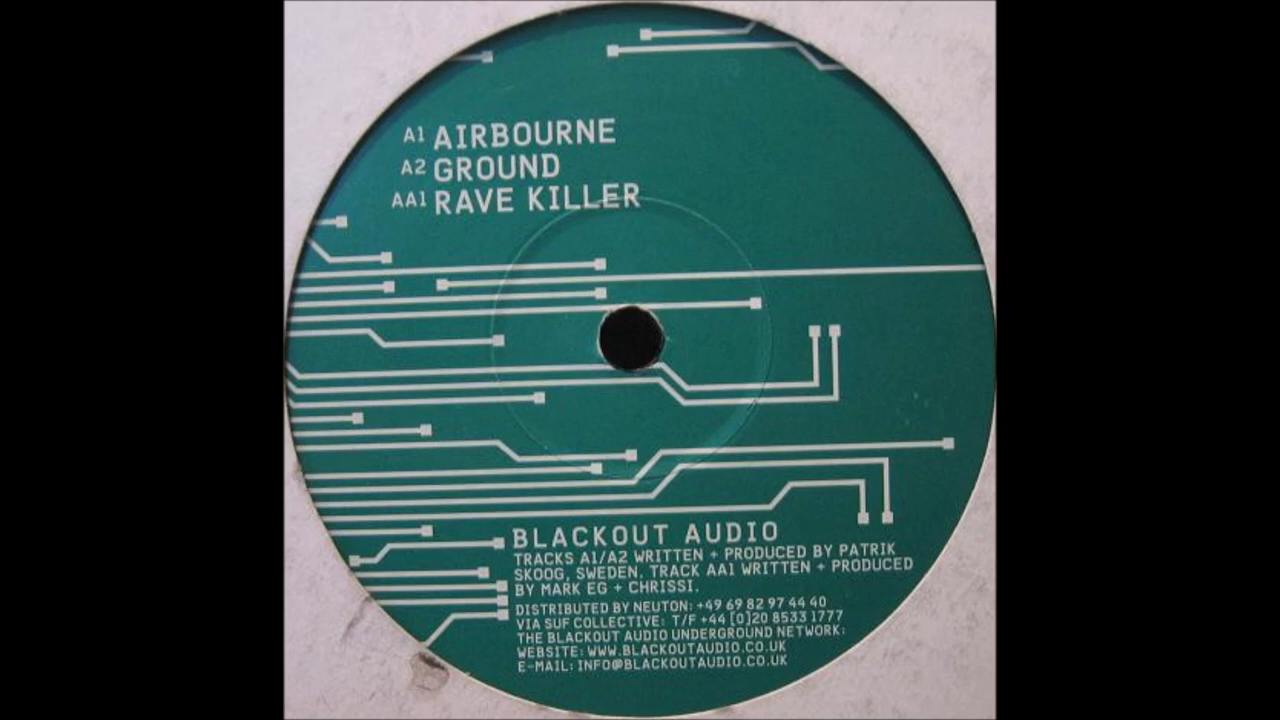 A1 AIRBOURNE
A2 GROUND
AA1 RAVE KILLER
BLACKOUT AUDIO
TRACKS A1/A2 WRITTEN + PRODUCED BY PATRIK
SKOOG, SWEDEN. TRACK AA1 WRITTEN + PRODUCED
BY MARK EG + CHRISSI.
DISTRIBUTED BY NEUTON: +49 69 82 97 44 40
VIA SUF COLLECTIVE: T/F +44 [0]20 8533 1777
THE BLACKOUT AUDIO UNDERGROUND NETWORK:
WEBSITE: WWW.BLACKOUTAUDIO.CO.UK
E-MAIL: INFO@BLACKOUTAUDIO.CO.UK